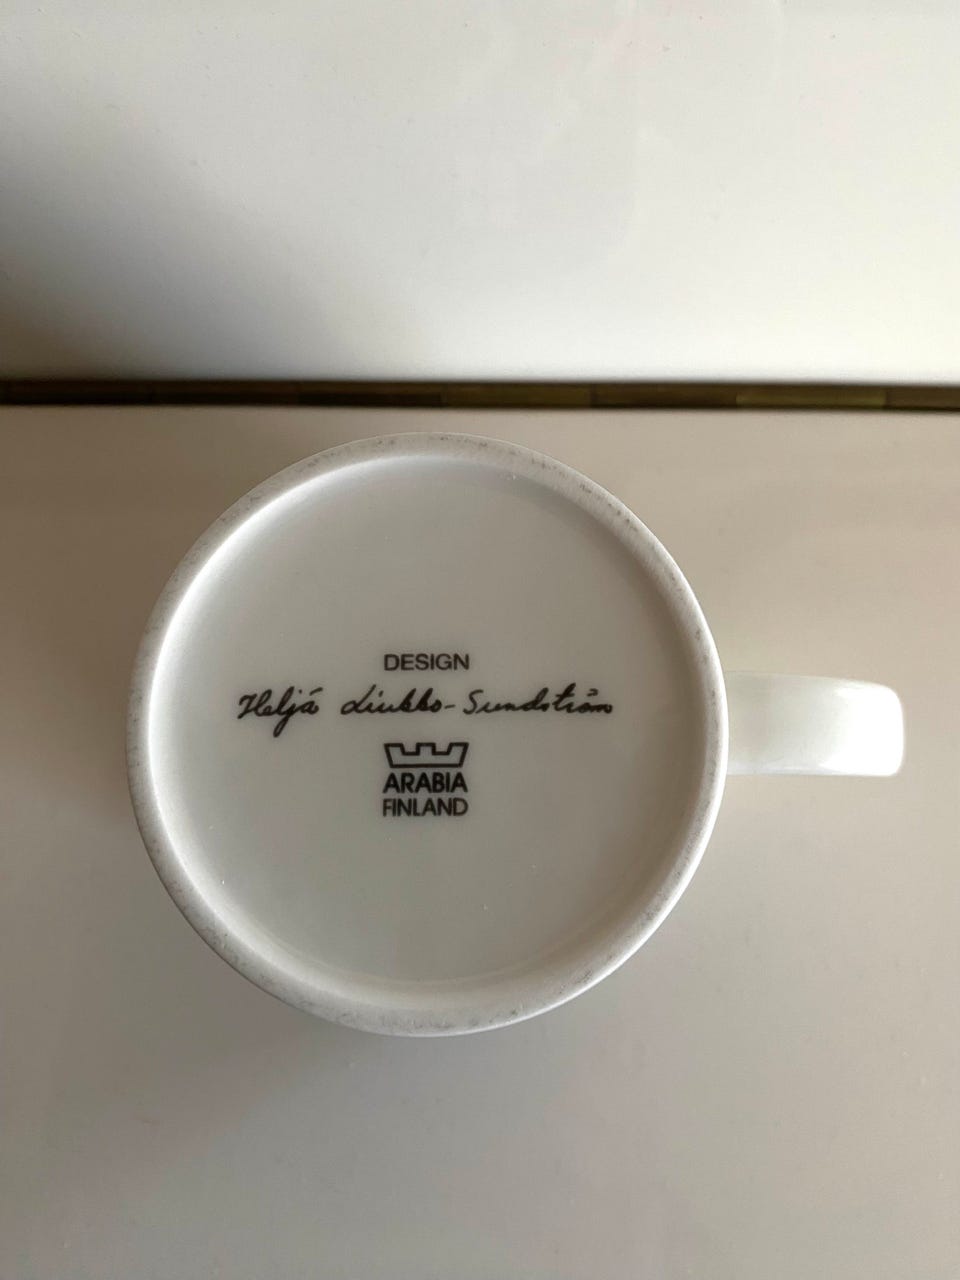 DESIGN
Heljä Liukko-Sundström
ARABIA
FINLAND